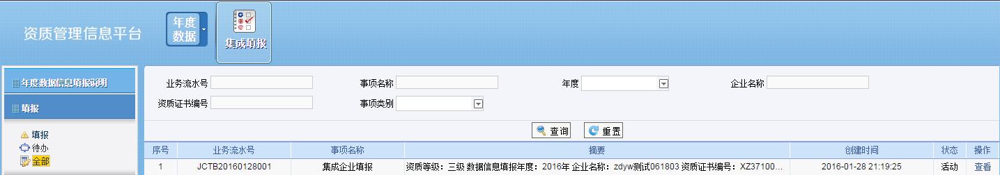 资质管理信息平台
年度
数据
集成填报
年度数据信息填报说明
填报
填报
待办
全部
业务流水号 事项名称 年度 企业名称
资质证书编号 事项类别
查询 重置
序号 业务流水号 事项名称 摘要 创建时间 状态 操作
1 JCTB20160128001 集成企业填报 资质等级：三级 数据信息填报年度：2016年 企业名称：zdyw测试061803 资质证书编号：XZ37100... 2016-01-28 21:19:25 活动 查看